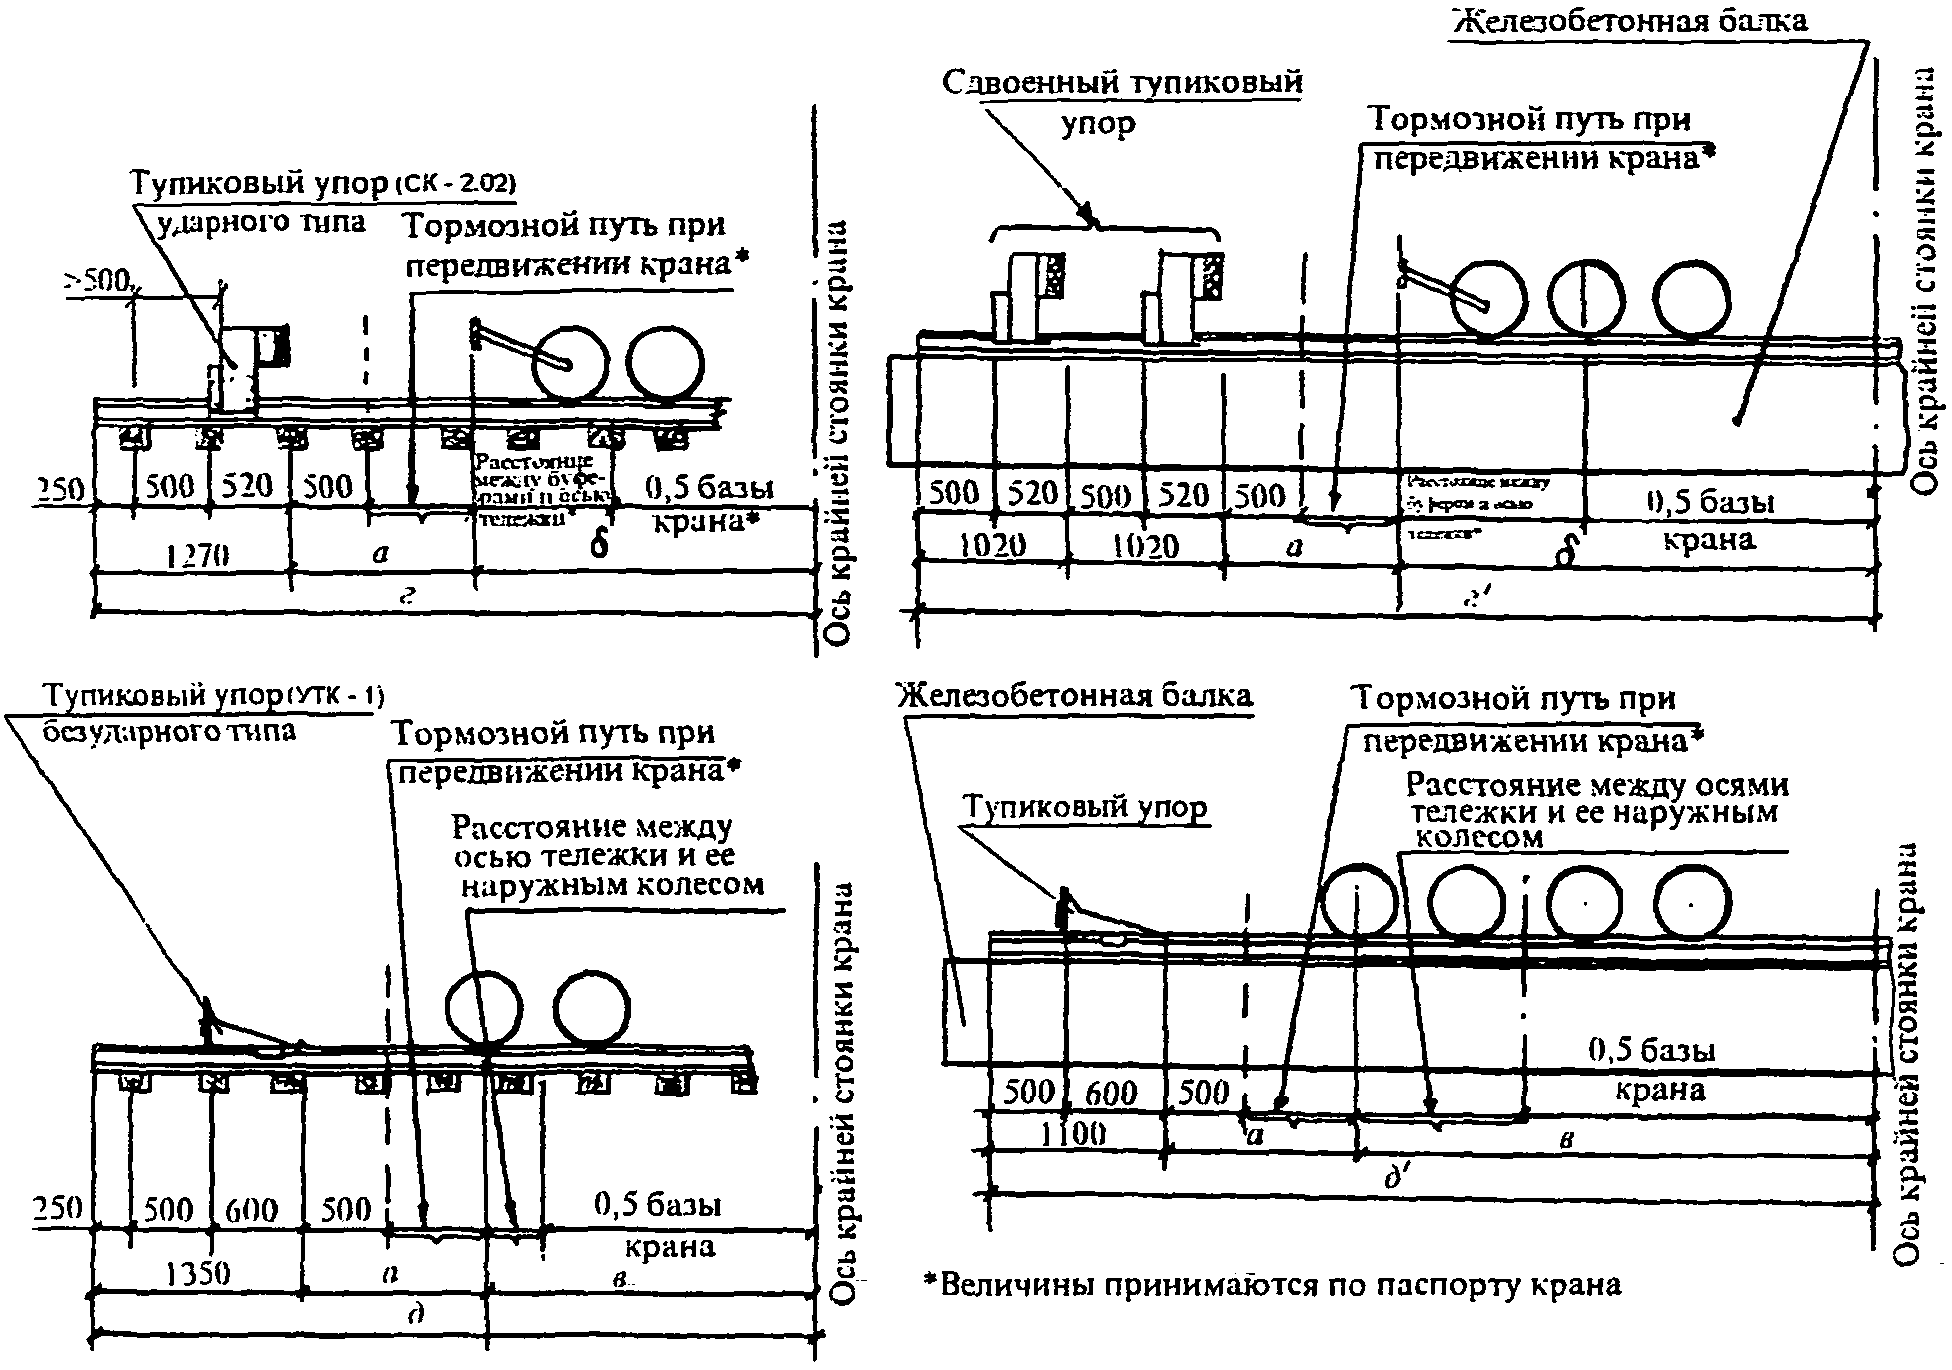 Тупиковый упор (СК - 2.02)
ударного типа
Тормозной путь при
передвижении крана*
>500
250
500
520
500
Расстояние
между буфе-
рами и осью
тележки*
0,5 базы
крана*
1270
а
б
г
Ось крайней стоянки крана
Железобетонная балка
Сдвоенный тупиковый
упор
Тормозной путь при
передвижении крана*
500
520
500
520
500
Расстояние между
буфером и осью
тележки*
0,5 базы
крана
1020
1020
а
б
г'
Ось крайней стоянки крана
Тупиковый упор (УТК - 1)
безударного типа
Тормозной путь при
передвижении крана*
Расстояние между
осью тележки и ее
наружным колесом
250
500
600
500
0,5 базы
крана
1350
а
в
д
Ось крайней стоянки крана
Железобетонная балка
Тормозной путь при
передвижении крана*
Расстояние между осями
тележки и ее наружным
колесом
Тупиковый упор
500
600
500
0,5 базы
крана
1100
а
в
д'
Ось крайней стоянки крана
*Величины принимаются по паспорту крана